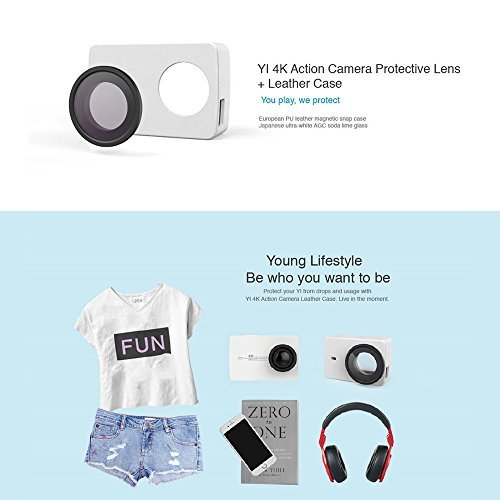 YI 4K Action Camera Protective Lens
+ Leather Case
You play, we protect
European PU leather magnetic snap case
Japanese ultra-white AGC soda lime glass
Young Lifestyle
Be who you want to be
Protect your YI from drops and usage with
YI 4K Action Camera Leather Case. Live in the moment.
FUN
4K
ZERO
to
ONE
THIEL